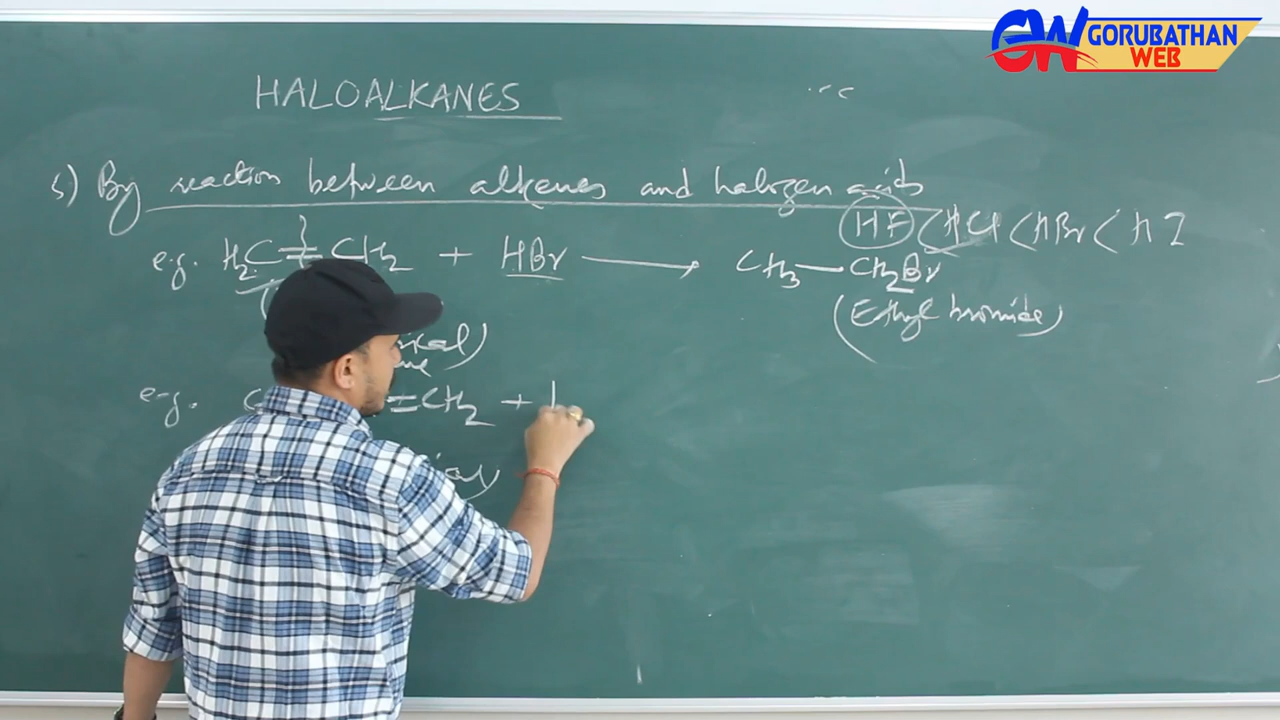 GORUBATHAN
WEB
HALOALKANES
5) By reaction between alkenes and halogen acids
HF < HCl < HBr < HI
e.g. H₂C=CH₂ + HBr ⟶ CH₃—CH₂Br
(Ethyl bromide)
e.g. C =CH₂ +